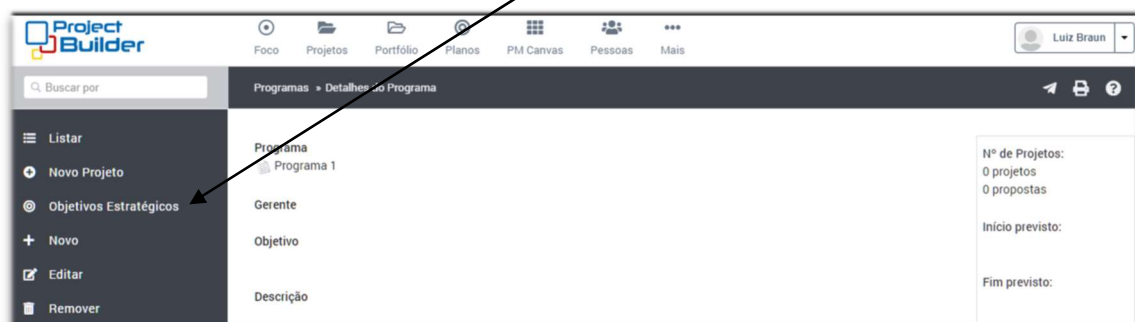 Project
Builder
Foco Projetos Portfólio Planos PM Canvas Pessoas Mais
Luiz Braun
Buscar por
Programas » Detalhes do Programa
Listar
Novo Projeto
Objetivos Estratégicos
Novo
Editar
Remover
Programa
Programa 1
Gerente
Objetivo
Descrição
Nº de Projetos:
0 projetos
0 propostas
Início previsto:
Fim previsto: